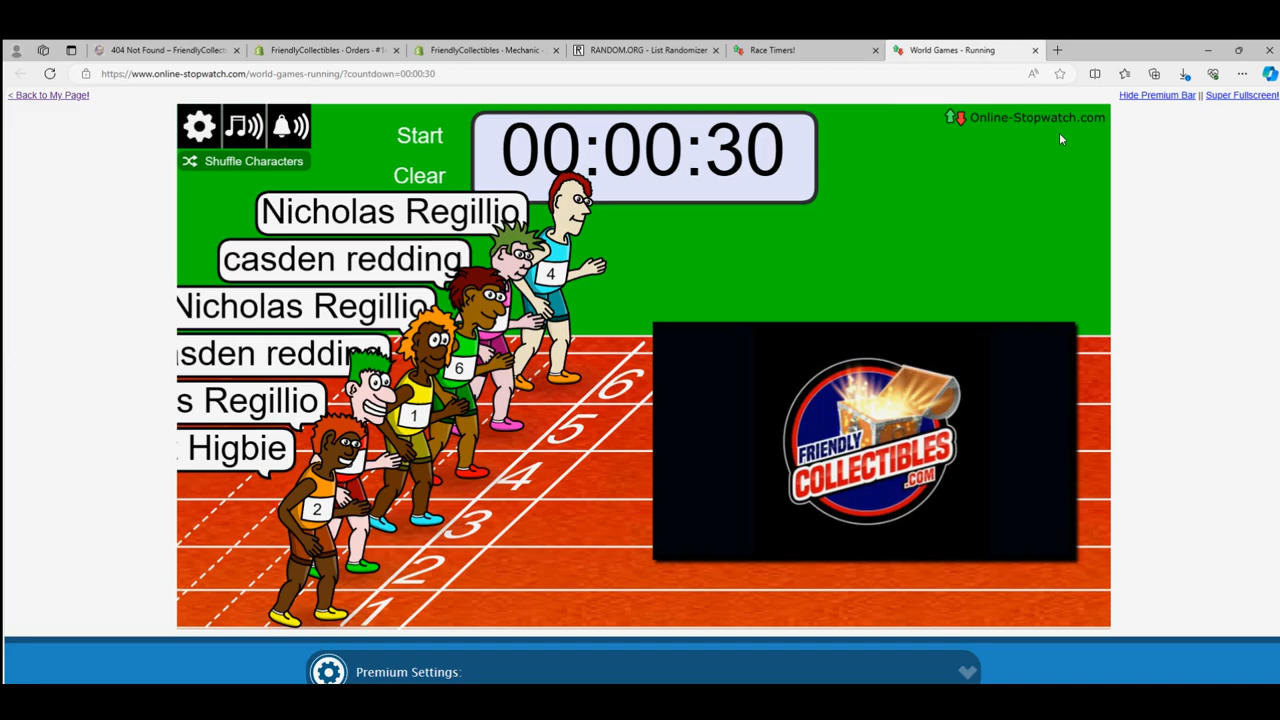 404 Not Found – FriendlyCollect
FriendlyCollectibles · Orders · #1
FriendlyCollectibles · Mechanic ·
RANDOM.ORG - List Randomizer
Race Timers!
World Games - Running
https://www.online-stopwatch.com/world-games-running/?countdown=00:00:30
< Back to My Page!
Hide Premium Bar || Super Fullscreen!
Start
Clear
00:00:30
Online-Stopwatch.com
Shuffle Characters
Nicholas Regillio
casden redding
Nicholas Regillio
asden redding
s Regillio
Higbie
4
6
1
2
6
5
4
3
2
1
FRIENDLY
COLLECTIBLES
.COM
Premium Settings: